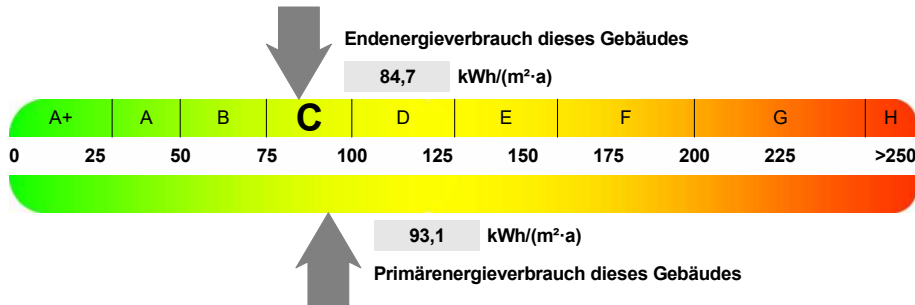 Endenergieverbrauch dieses Gebäudes
84,7 kWh/(m²·a)
A+ A B C D E F G H
0 25 50 75 100 125 150 175 200 225 >250
93,1 kWh/(m²·a)
Primärenergieverbrauch dieses Gebäudes